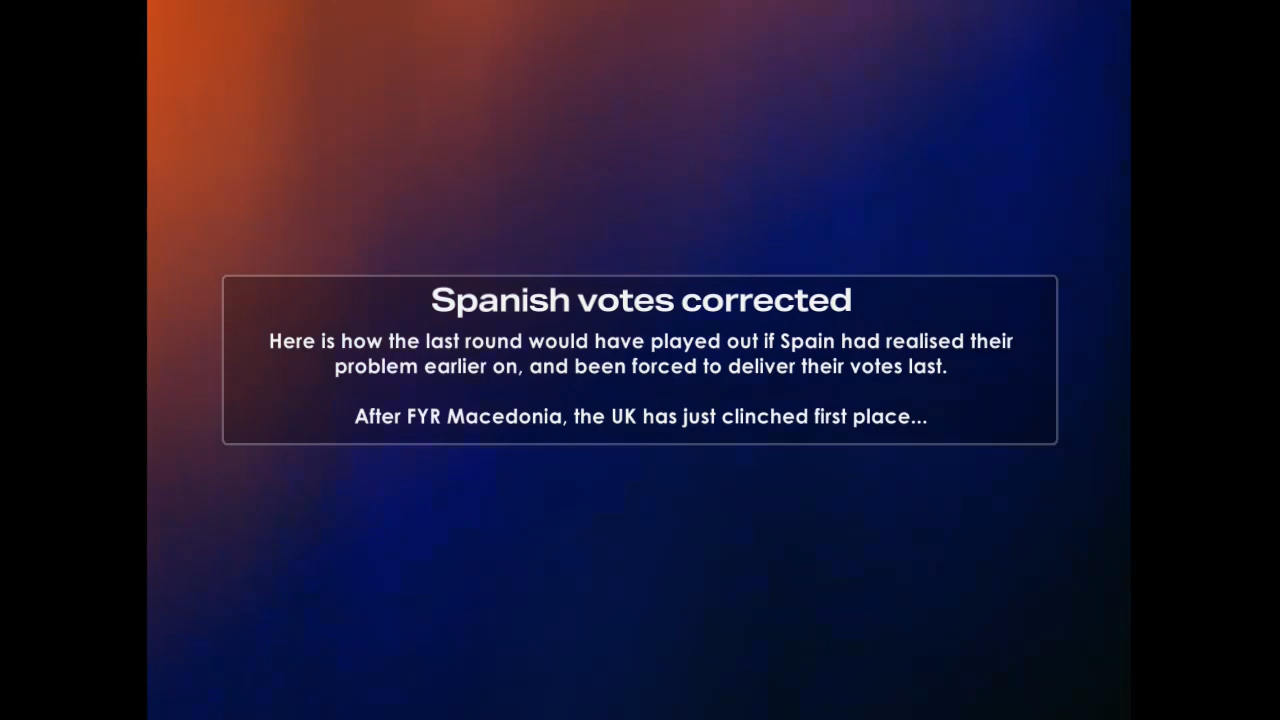 Spanish votes corrected
Here is how the last round would have played out if Spain had realised their
problem earlier on, and been forced to deliver their votes last.
After FYR Macedonia, the UK has just clinched first place...